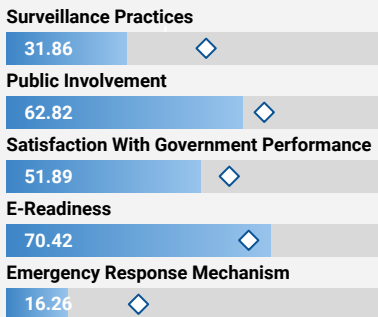 Surveillance Practices
31.86
Public Involvement
62.82
Satisfaction With Government Performance
51.89
E-Readiness
70.42
Emergency Response Mechanism
16.26